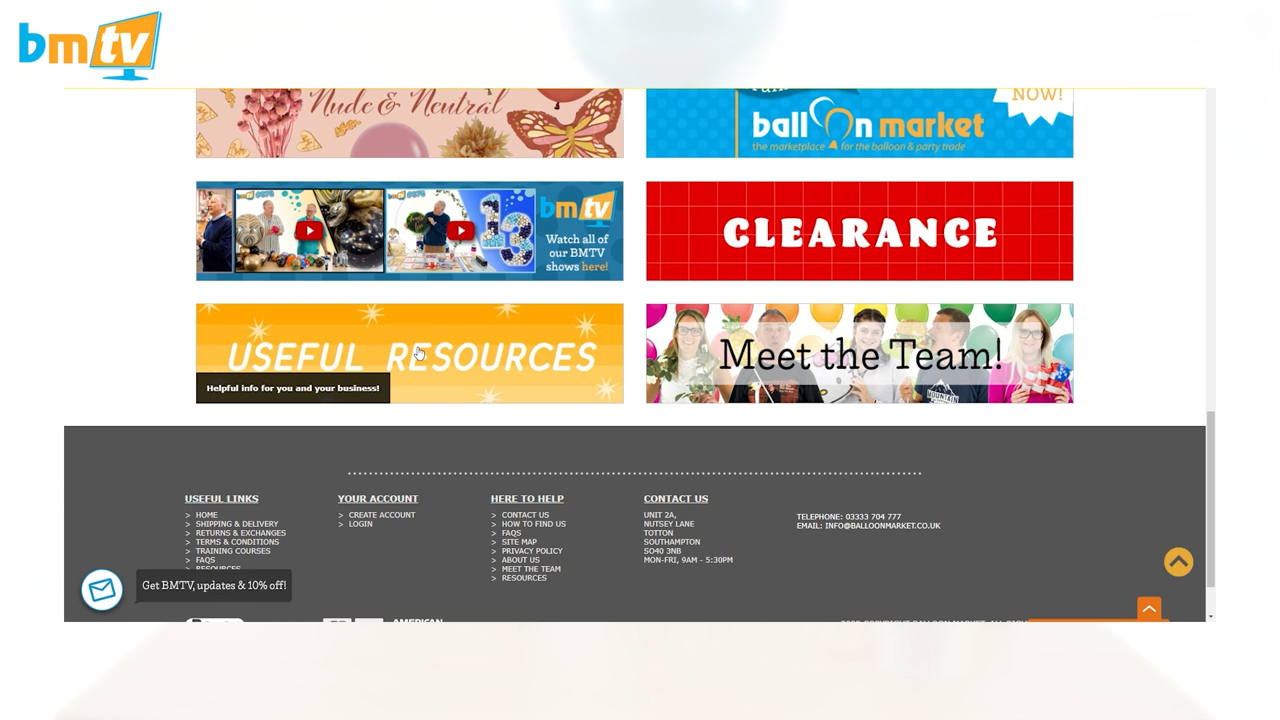 bmtv
Nude & Neutral
NOW!
balloon market
the marketplace for the balloon & party trade
bmtv
Watch all of
our BMTV
shows here!
CLEARANCE
USEFUL RESOURCES
Helpful info for you and your business!
Meet the Team!
USEFUL LINKS
> HOME
> SHIPPING & DELIVERY
> RETURNS & EXCHANGES
> TERMS & CONDITIONS
> TRAINING COURSES
> FAQS
> RESOURCES
YOUR ACCOUNT
> CREATE ACCOUNT
> LOGIN
HERE TO HELP
> CONTACT US
> HOW TO FIND US
> FAQS
> SITE MAP
> PRIVACY POLICY
> ABOUT US
> MEET THE TEAM
> RESOURCES
CONTACT US
UNIT 2A,
NUTSEY LANE
TOTTON
SOUTHAMPTON
SO40 3NB
MON-FRI, 9AM - 5:30PM
TELEPHONE: 03333 704 777
EMAIL: INFO@BALLOONMARKET.CO.UK
Get BMTV, updates & 10% off!
AMERICAN